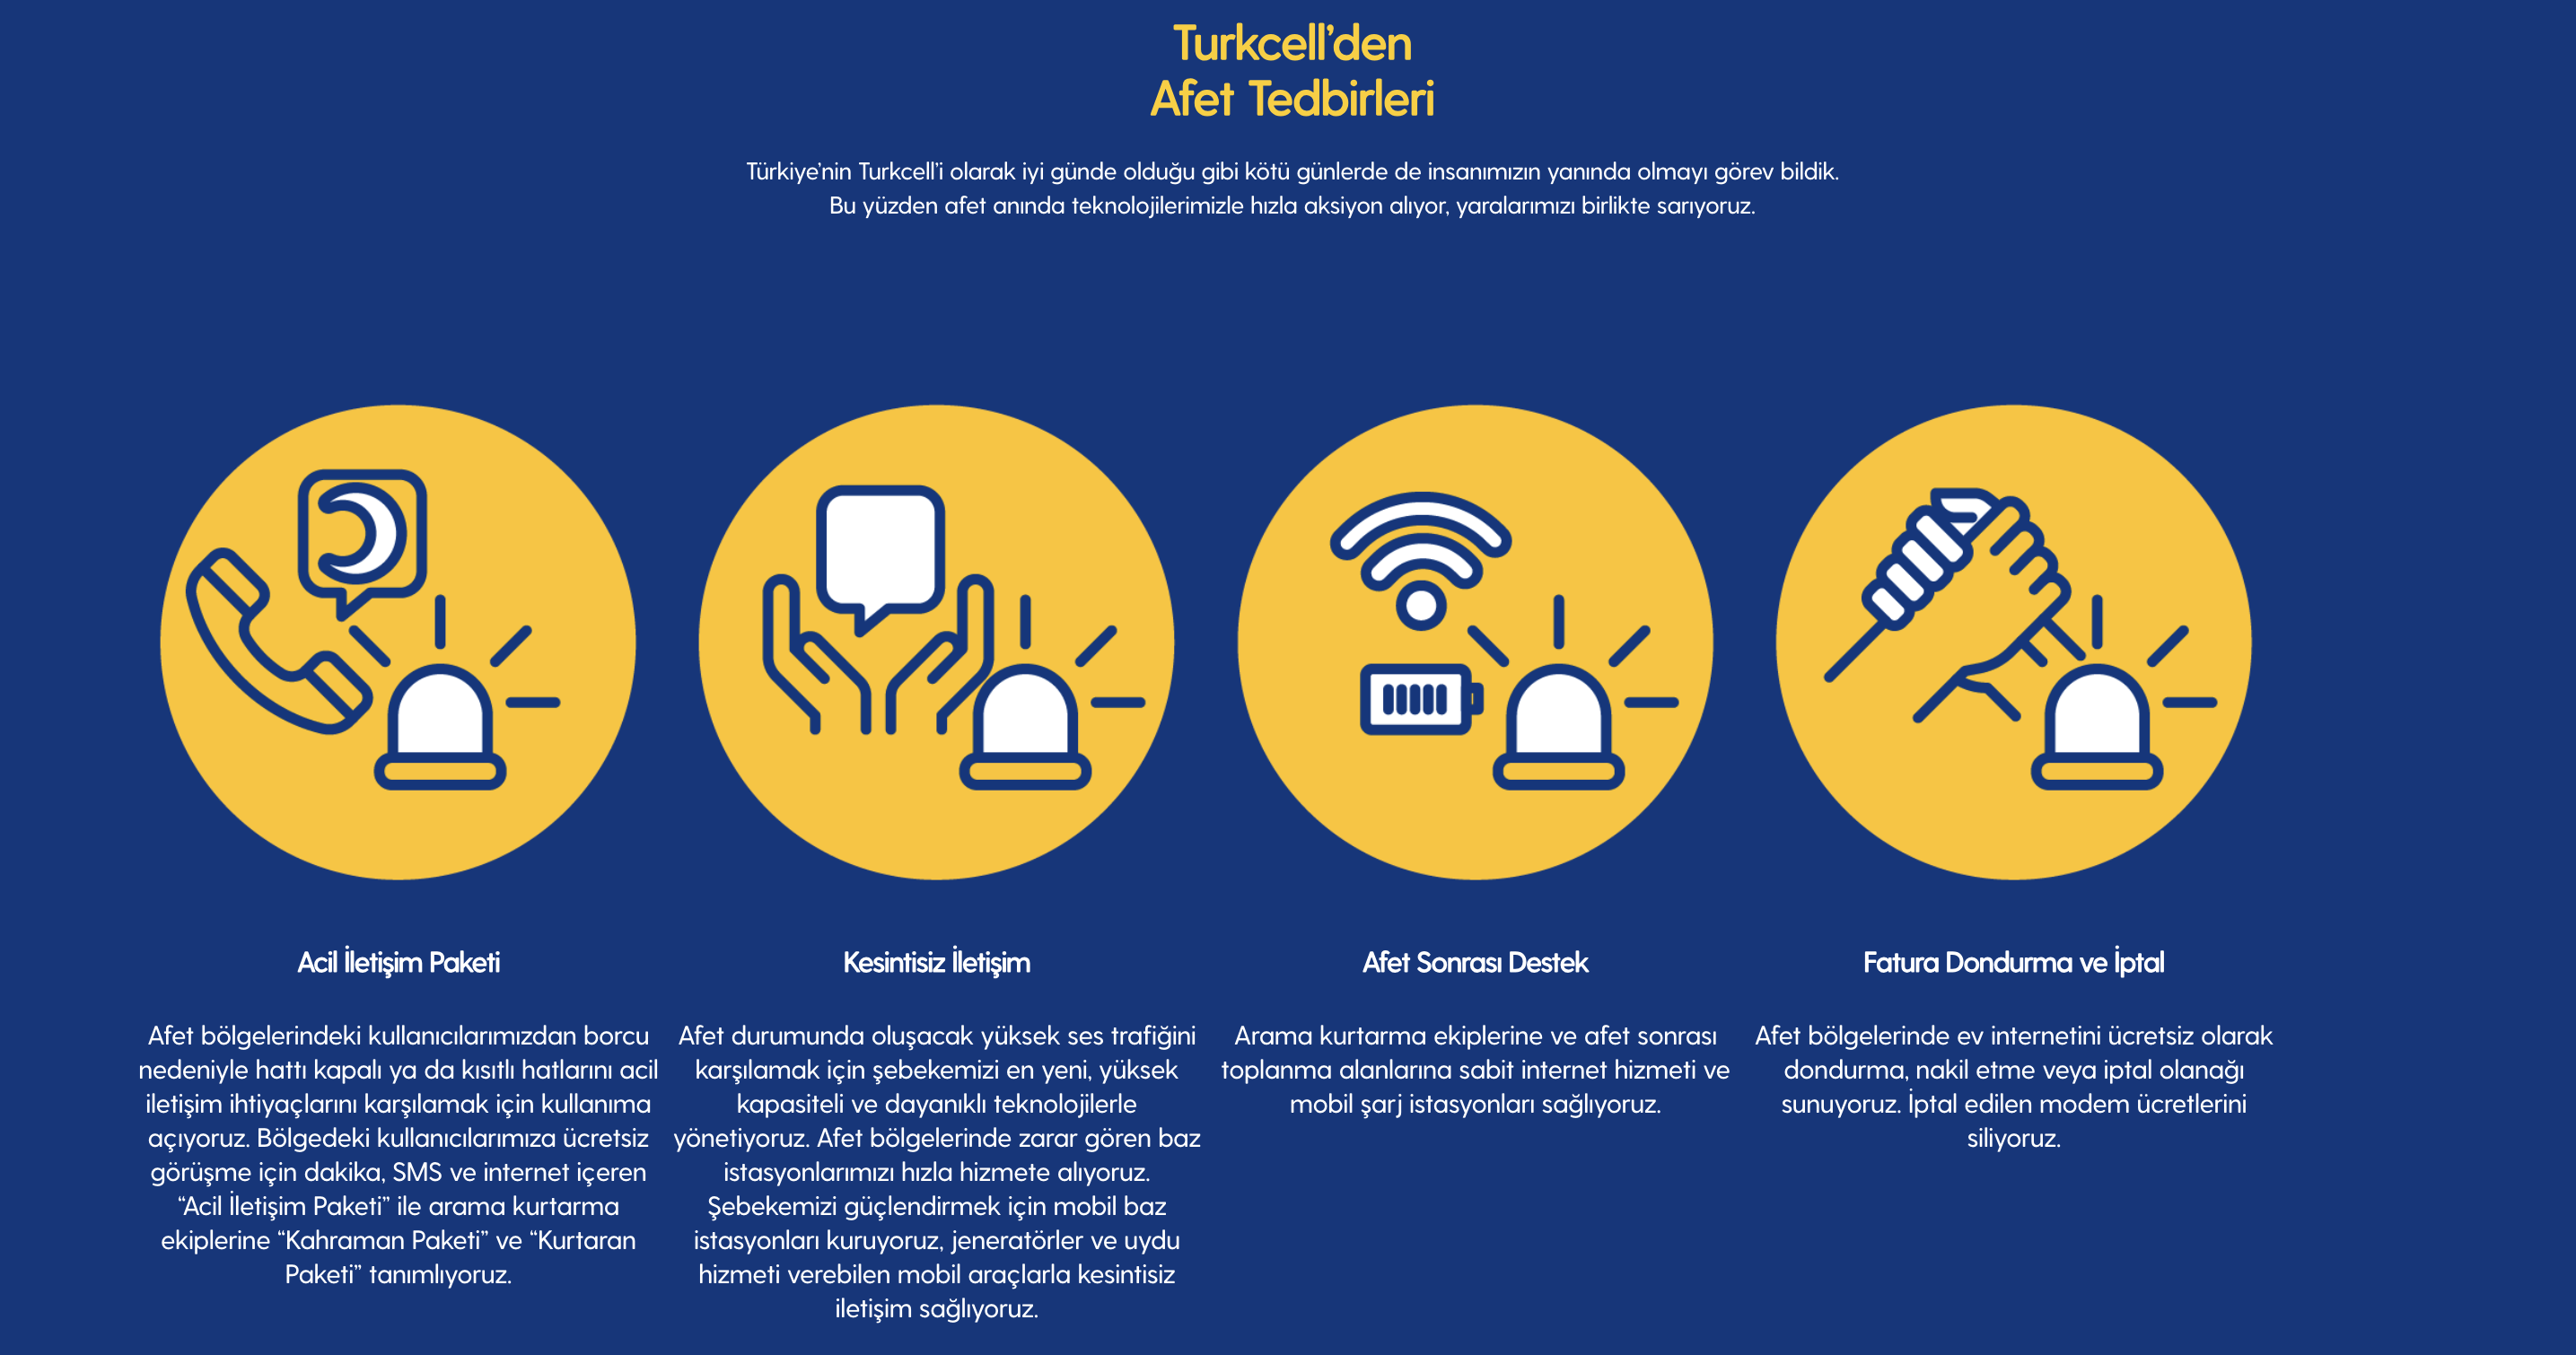 Turkcell’den
Afet Tedbirleri
Türkiye’nin Turkcell’i olarak iyi günde olduğu gibi kötü günlerde de insanımızın yanında olmayı görev bildik.
Bu yüzden afet anında teknolojilerimizle hızla aksiyon alıyor, yaralarımızı birlikte sarıyoruz.
Acil İletişim Paketi
Afet bölgelerindeki kullanıcılarımızdan borcu
nedeniyle hattı kapalı ya da kısıtlı hatlarını acil
iletişim ihtiyaçlarını karşılamak için kullanıma
açıyoruz. Bölgedeki kullanıcılarımıza ücretsiz
görüşme için dakika, SMS ve internet içeren
“Acil İletişim Paketi” ile arama kurtarma
ekiplerine “Kahraman Paketi” ve “Kurtaran
Paketi” tanımlıyoruz.
Kesintisiz İletişim
Afet durumunda oluşacak yüksek ses trafiğini
karşılamak için şebekemizi en yeni, yüksek
kapasiteli ve dayanıklı teknolojilerle
yönetiyoruz. Afet bölgelerinde zarar gören baz
istasyonlarımızı hızla hizmete alıyoruz.
Şebekemizi güçlendirmek için mobil baz
istasyonları kuruyoruz, jeneratörler ve uydu
hizmeti verebilen mobil araçlarla kesintisiz
iletişim sağlıyoruz.
Afet Sonrası Destek
Arama kurtarma ekiplerine ve afet sonrası
toplanma alanlarına sabit internet hizmeti ve
mobil şarj istasyonları sağlıyoruz.
Fatura Dondurma ve İptal
Afet bölgelerinde ev internetini ücretsiz olarak
dondurma, nakil etme veya iptal olanağı
sunuyoruz. İptal edilen modem ücretlerini
siliyoruz.